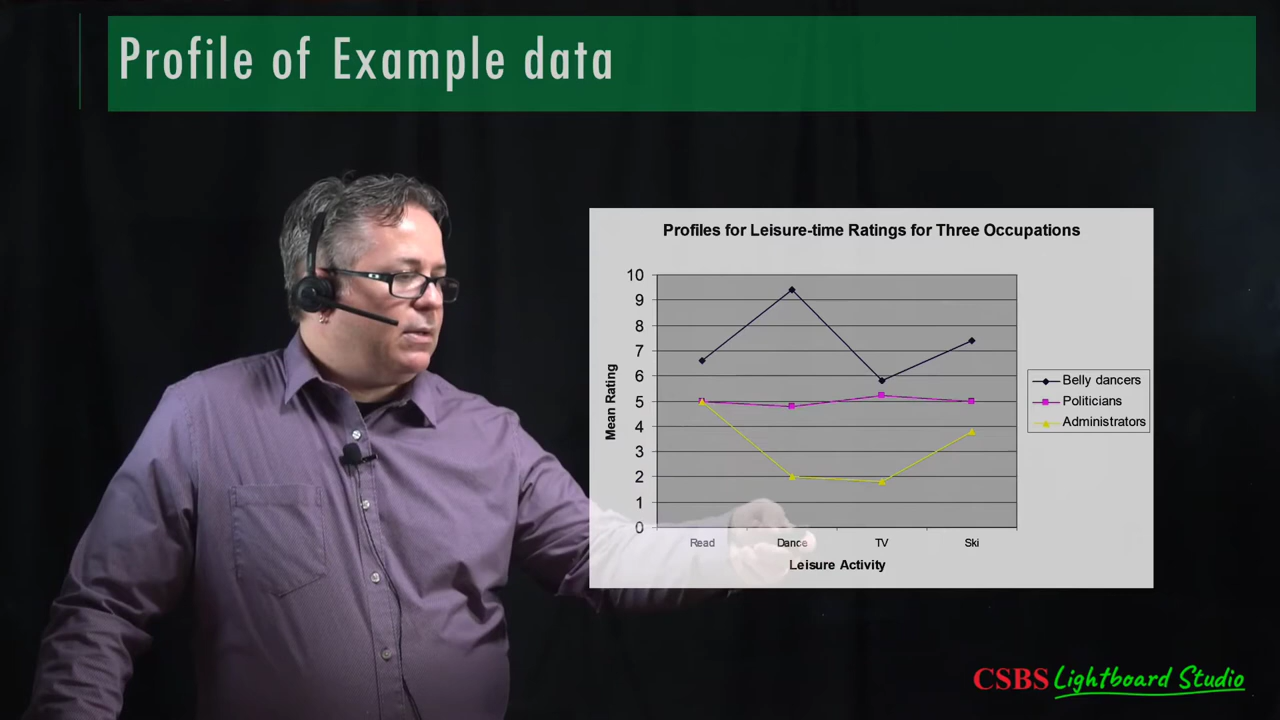 Profile of Example data
Profiles for Leisure-time Ratings for Three Occupations
10
9
8
7
6
5
4
3
2
1
0
Mean Rating
Read Dance TV Ski
Leisure Activity
Belly dancers
Politicians
Administrators
CSBS Lightboard Studio